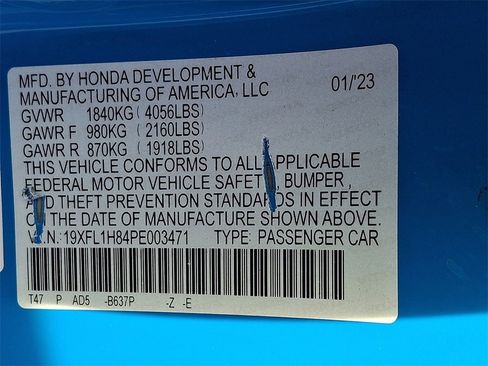 MFD. BY HONDA DEVELOPMENT & 01/'23
MANUFACTURING OF AMERICA, LLC
GVWR 1840KG ( 4056LBS)
GAWR F 980KG ( 2160LBS)
GAWR R 870KG ( 1918LBS)
THIS VEHICLE CONFORMS TO ALL APPLICABLE
FEDERAL MOTOR VEHICLE SAFETY, BUMPER,
AND THEFT PREVENTION STANDARDS IN EFFECT
ON THE DATE OF MANUFACTURE SHOWN ABOVE.
V.I.N.:19XFL1H84PE003471 TYPE: PASSENGER CAR
T47 P AD5 -B637P -Z -E